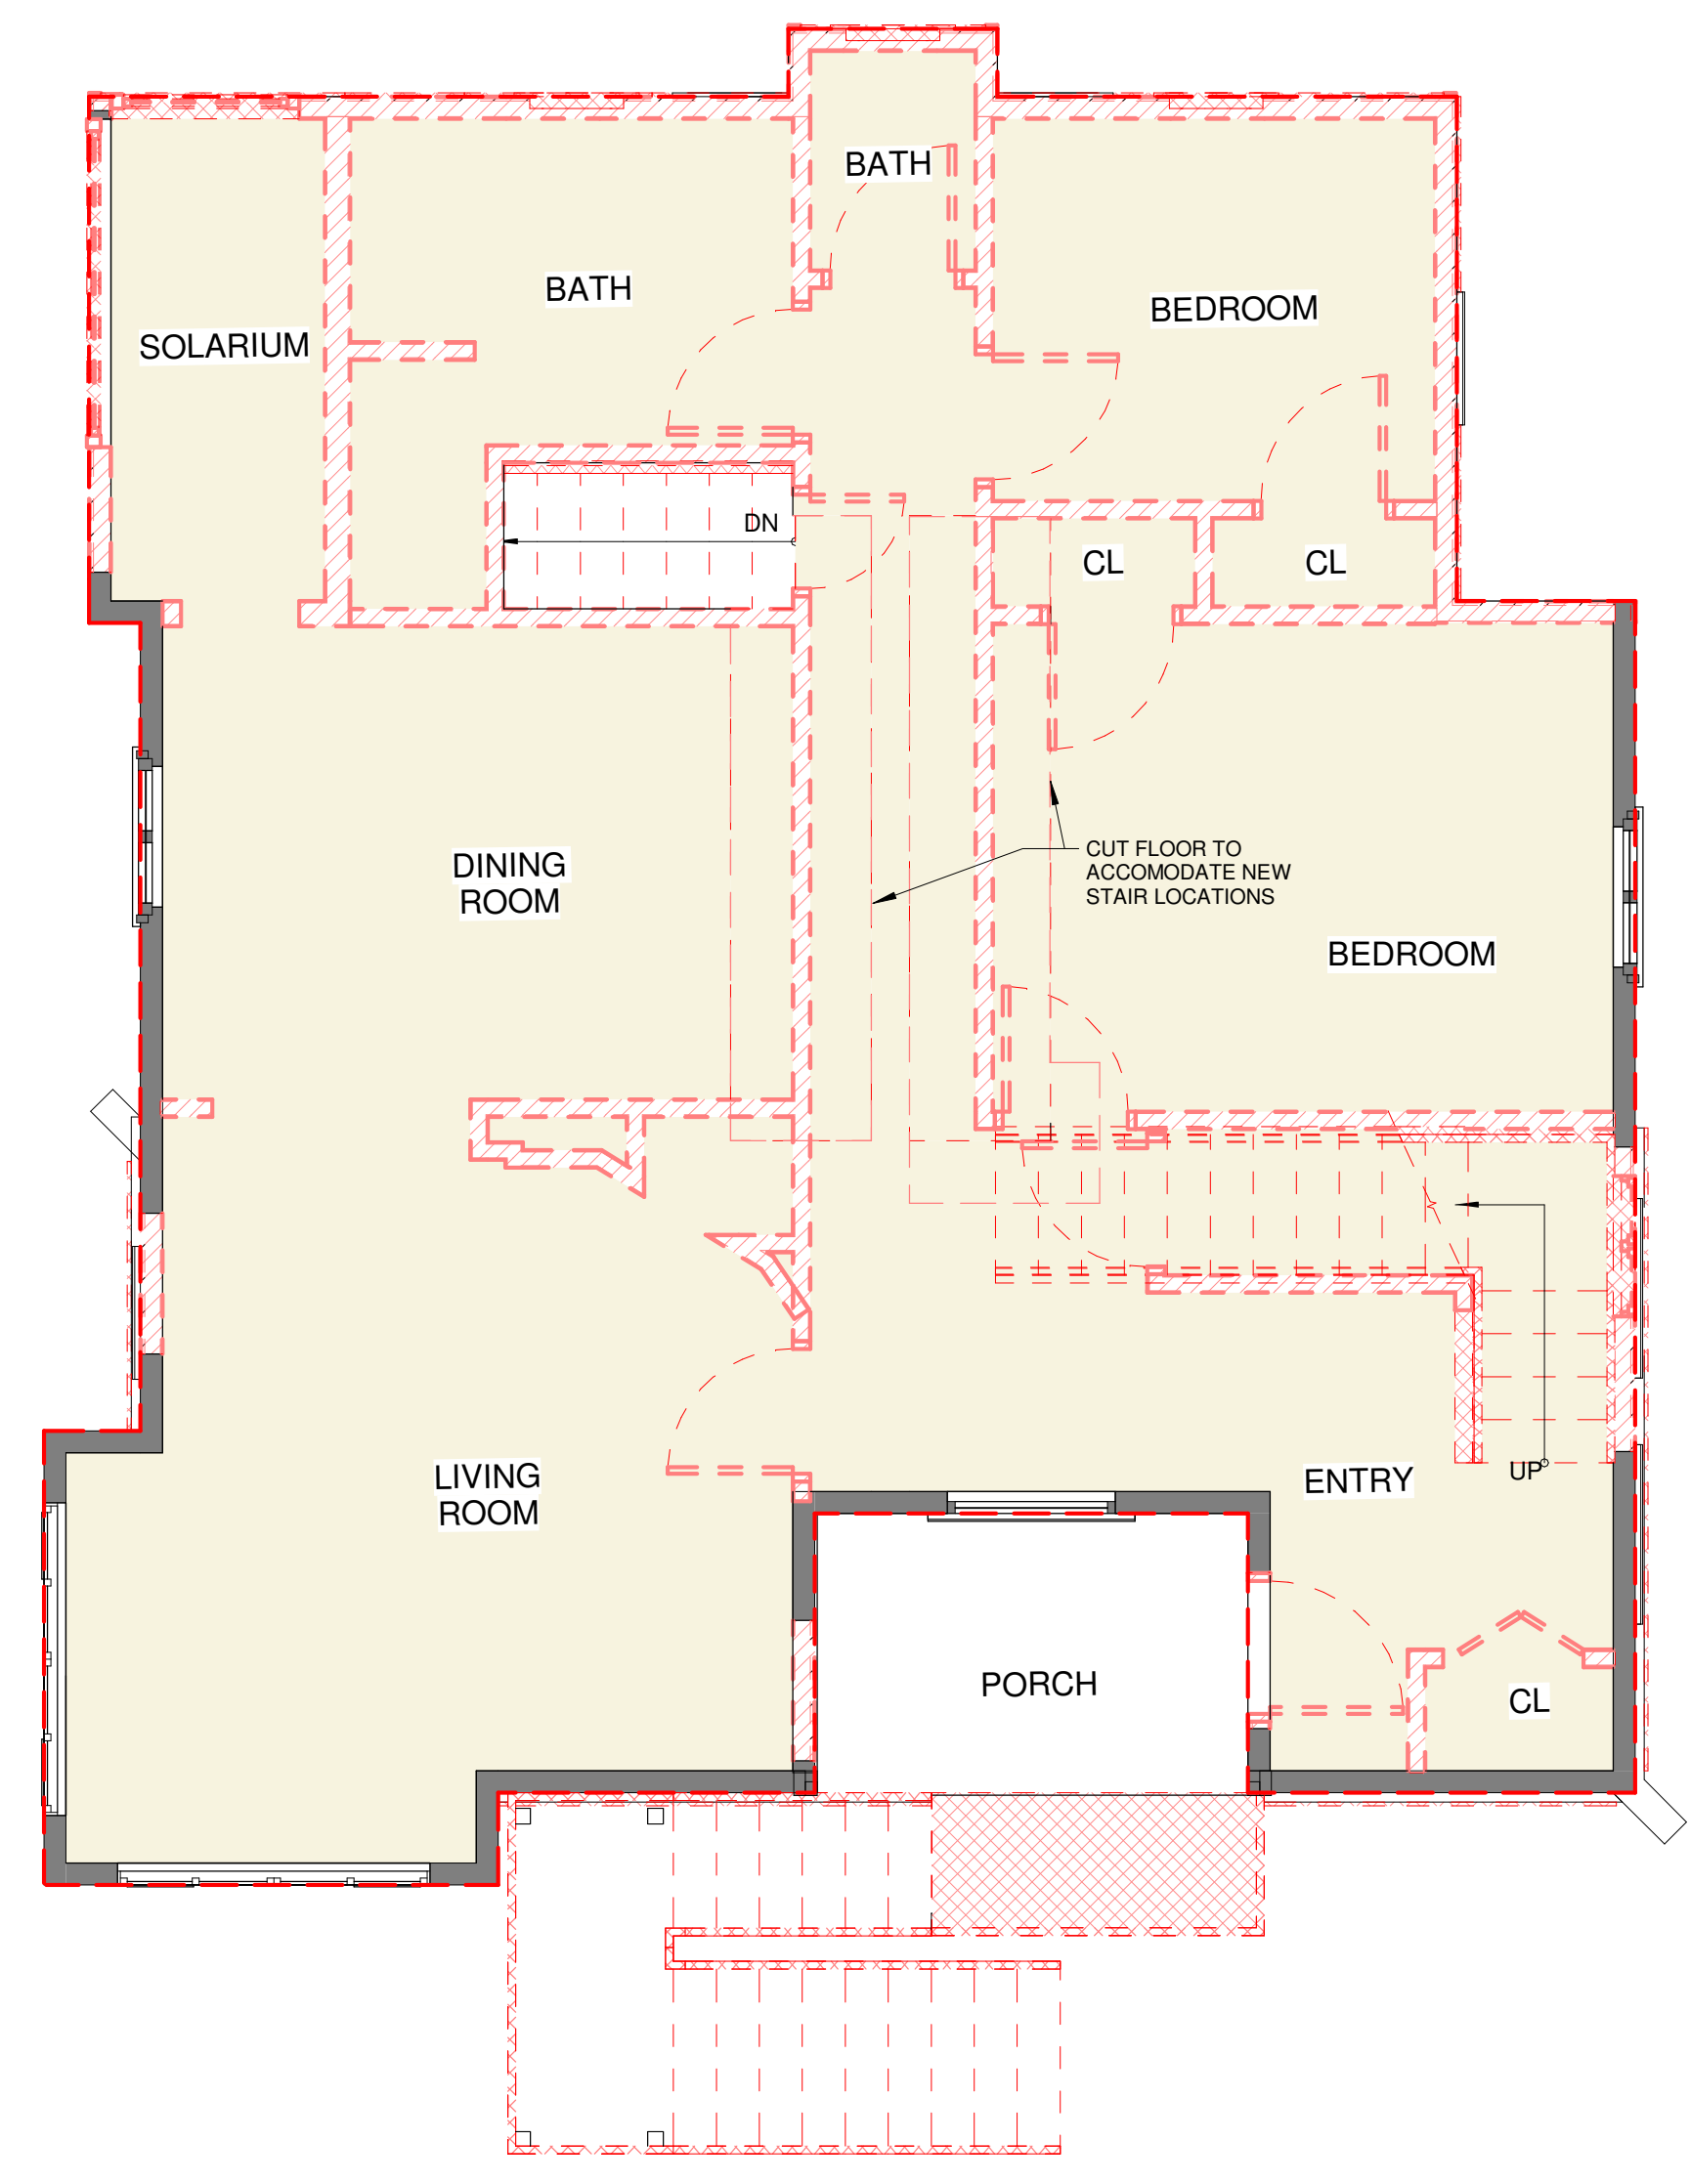 BATH
BATH
BEDROOM
SOLARIUM
DN
CL
CL
CUT FLOOR TO
ACCOMODATE NEW
STAIR LOCATIONS
DINING
ROOM
BEDROOM
LIVING
ROOM
UP
ENTRY
PORCH
CL